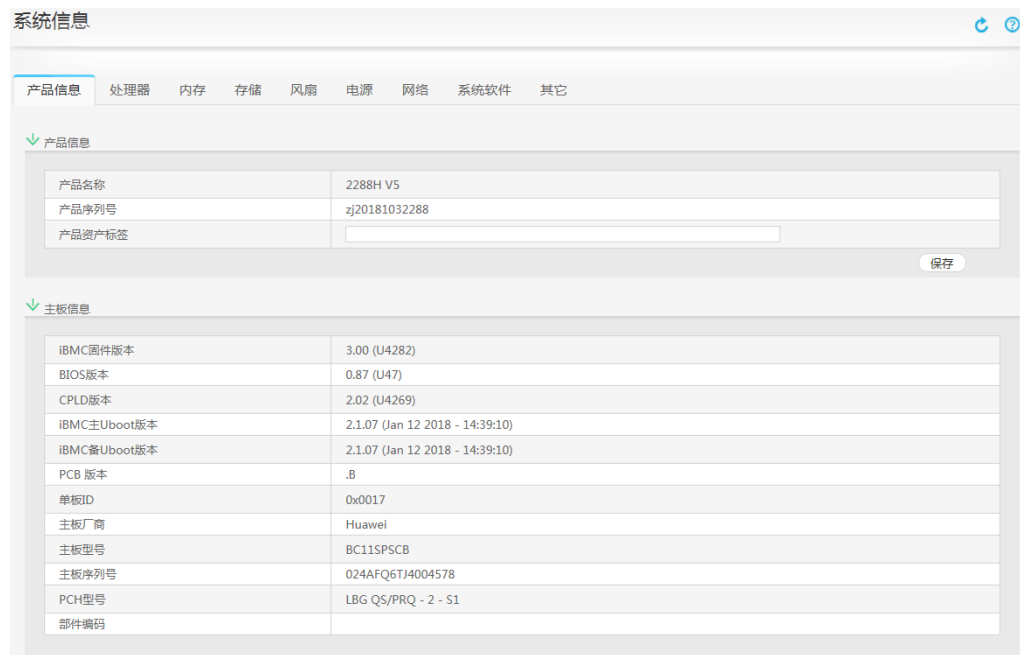 系统信息
产品信息 处理器 内存 存储 风扇 电源 网络 系统软件 其它
产品信息
产品名称 2288H V5
产品序列号 zj20181032288
产品资产标签
保存
主板信息
iBMC固件版本 3.00 (U4282)
BIOS版本 0.87 (U47)
CPLD版本 2.02 (U4269)
iBMC主Uboot版本 2.1.07 (Jan 12 2018 - 14:39:10)
iBMC备Uboot版本 2.1.07 (Jan 12 2018 - 14:39:10)
PCB 版本 .B
单板ID 0x0017
主板厂商 Huawei
主板型号 BC11SPSCB
主板序列号 024AFQ6TJ4004578
PCH型号 LBG QS/PRQ - 2 - S1
部件编码